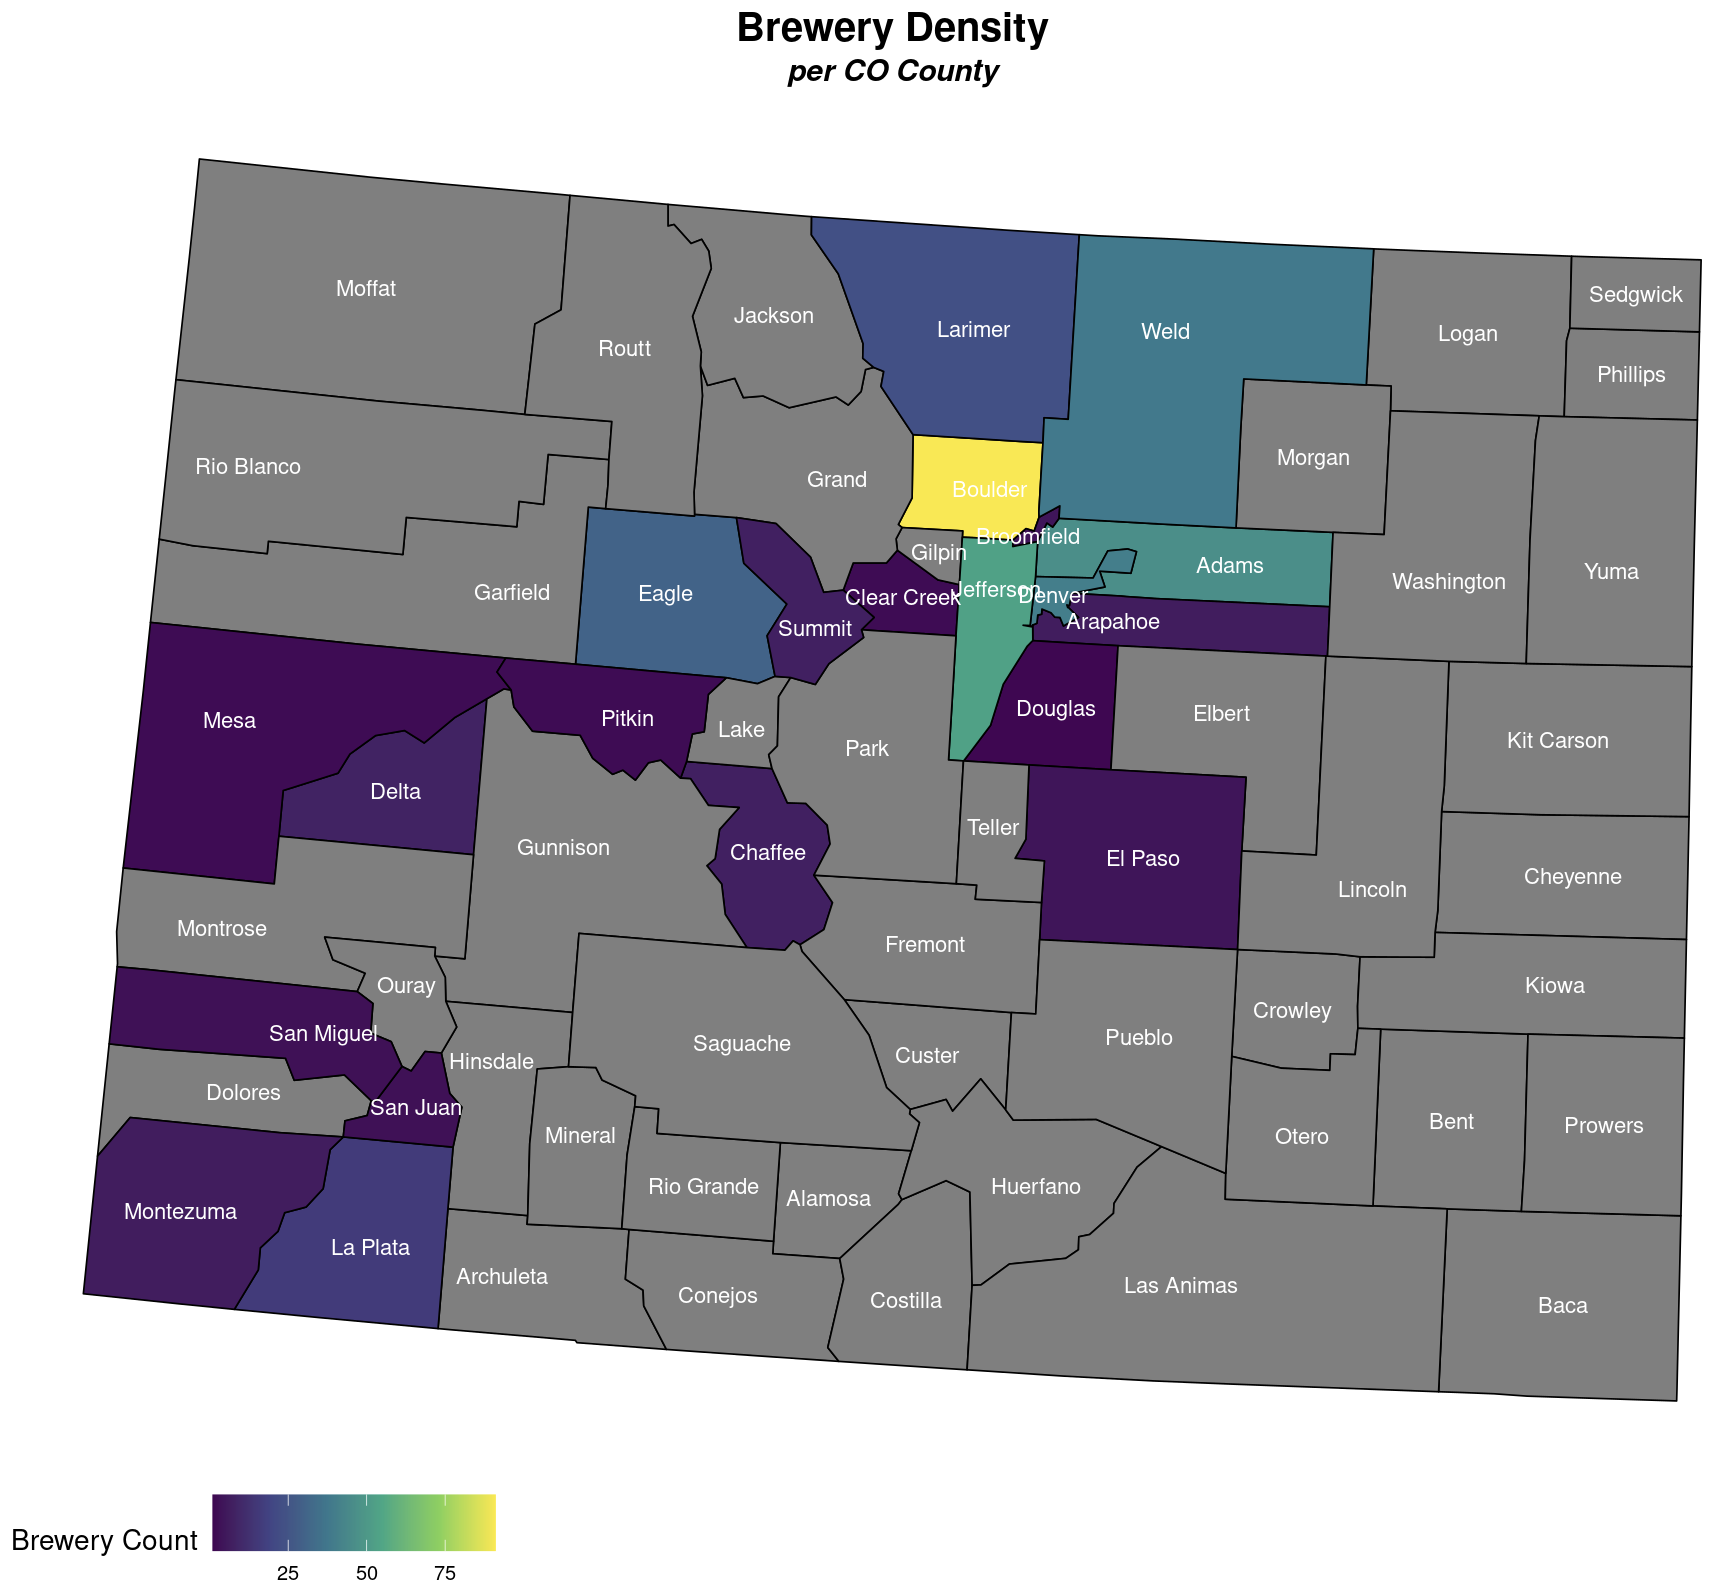 Brewery Density
per CO County
Moffat
Routt
Jackson
Larimer
Weld
Logan
Sedgwick
Phillips
Rio Blanco
Grand
Boulder
Morgan
Broomfield
Gilpin
Adams
Washington
Yuma
Garfield
Eagle
Clear Creek
Jefferson
Denver
Summit
Arapahoe
Mesa
Pitkin
Lake
Park
Douglas
Elbert
Kit Carson
Delta
Gunnison
Chaffee
Teller
El Paso
Lincoln
Cheyenne
Montrose
Fremont
Ouray
Crowley
Kiowa
San Miguel
Hinsdale
Saguache
Custer
Pueblo
Dolores
San Juan
Mineral
Otero
Bent
Prowers
Rio Grande
Alamosa
Huerfano
Montezuma
La Plata
Archuleta
Conejos
Costilla
Las Animas
Baca
Brewery Count
25
50
75